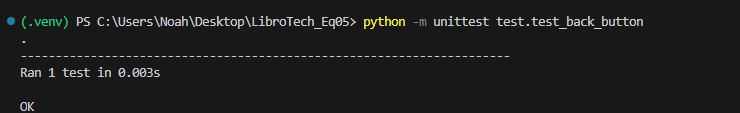 (.venv) PS C:\Users\Noah\Desktop\LibroTech_Eq05> python -m unittest test.test_back_button
.
----------------------------------------------------------------------
Ran 1 test in 0.003s
OK